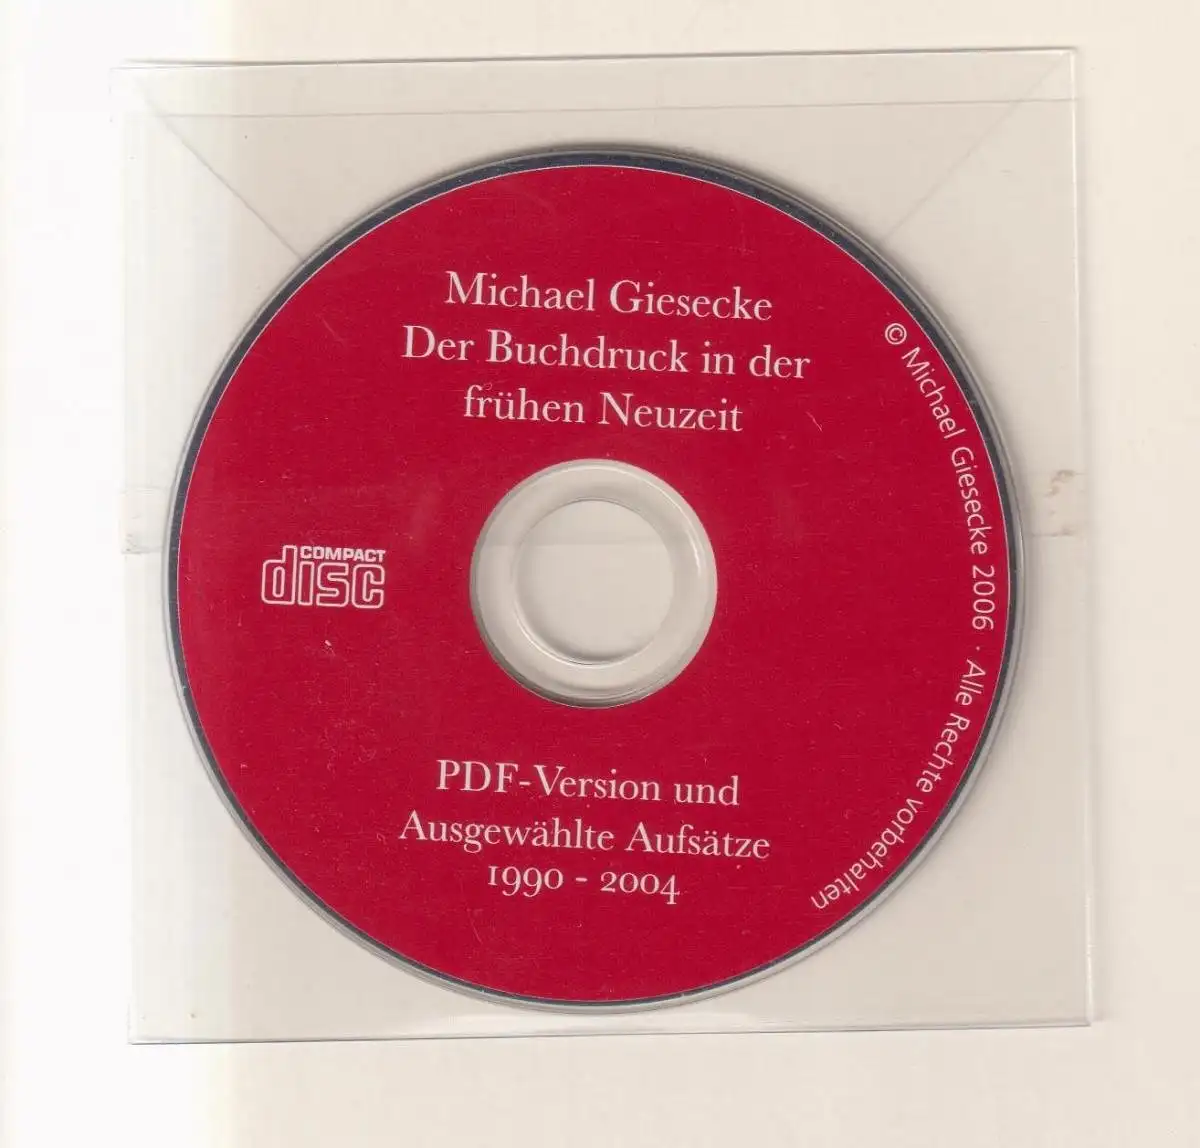 Michael Giesecke
Der Buchdruck in der
frühen Neuzeit
© Michael Giesecke 2006 · Alle Rechte vorbehalten
COMPACT
disc
PDF-Version und
Ausgewählte Aufsätze
1990 - 2004